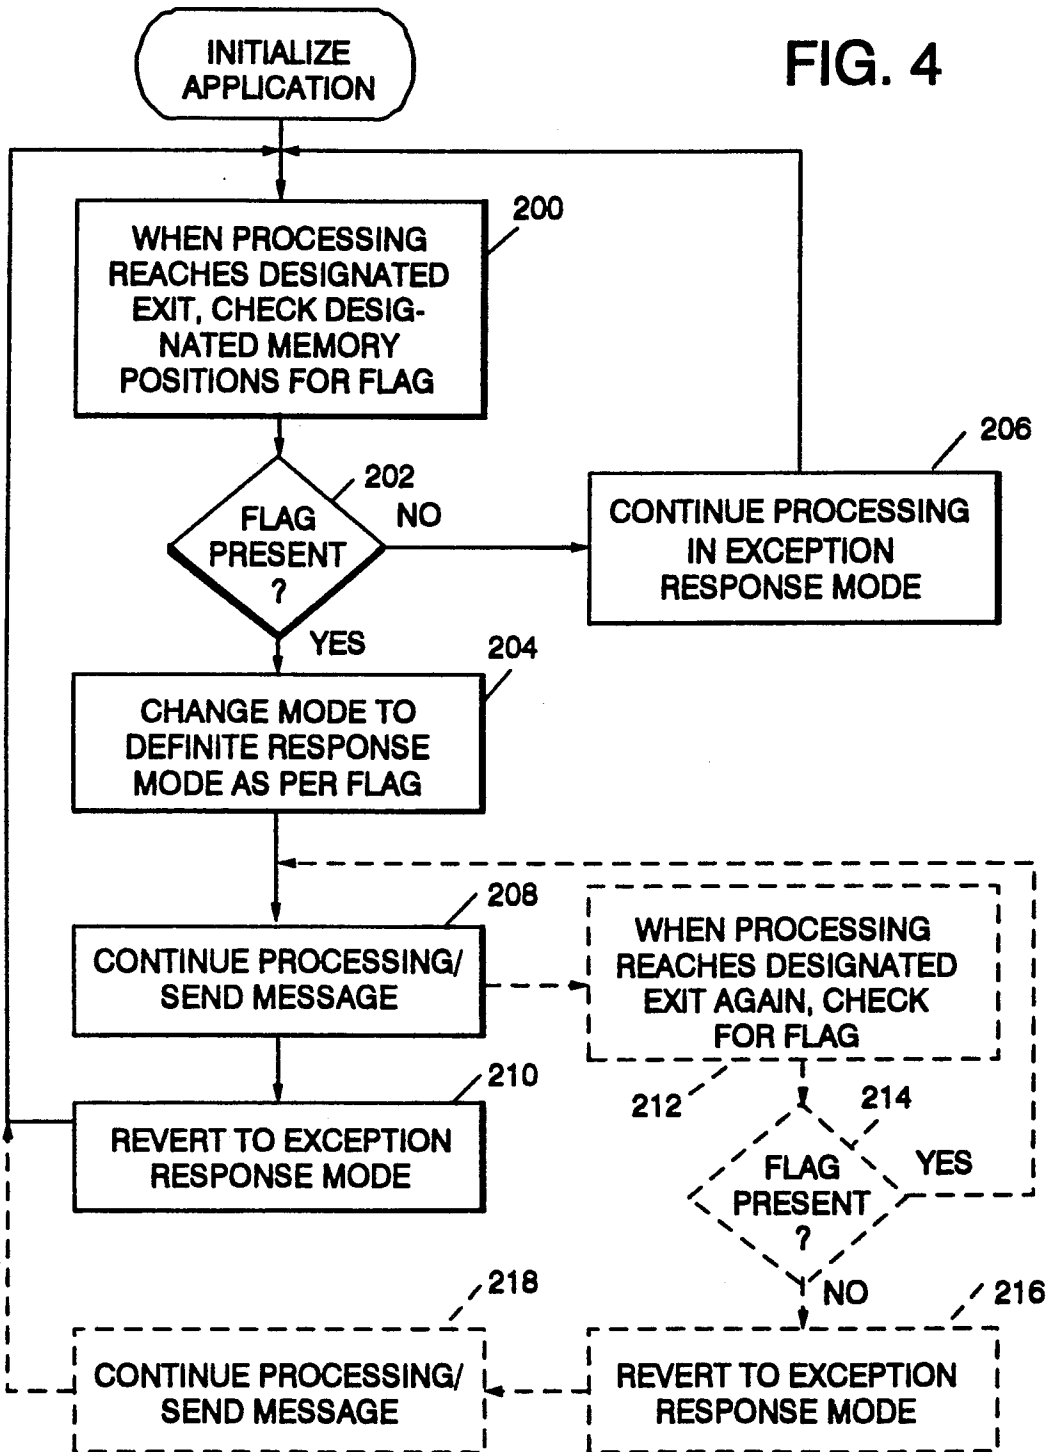 FIG. 4
INITIALIZE
APPLICATION
200
WHEN PROCESSING
REACHES DESIGNATED
EXIT, CHECK DESIG-
NATED MEMORY
POSITIONS FOR FLAG
202
FLAG
PRESENT
?
NO
YES
206
CONTINUE PROCESSING
IN EXCEPTION
RESPONSE MODE
204
CHANGE MODE TO
DEFINITE RESPONSE
MODE AS PER FLAG
208
CONTINUE PROCESSING/
SEND MESSAGE
WHEN PROCESSING
REACHES DESIGNATED
EXIT AGAIN, CHECK
FOR FLAG
212
210
REVERT TO EXCEPTION
RESPONSE MODE
214
FLAG
PRESENT
?
YES
NO
216
REVERT TO EXCEPTION
RESPONSE MODE
218
CONTINUE PROCESSING/
SEND MESSAGE